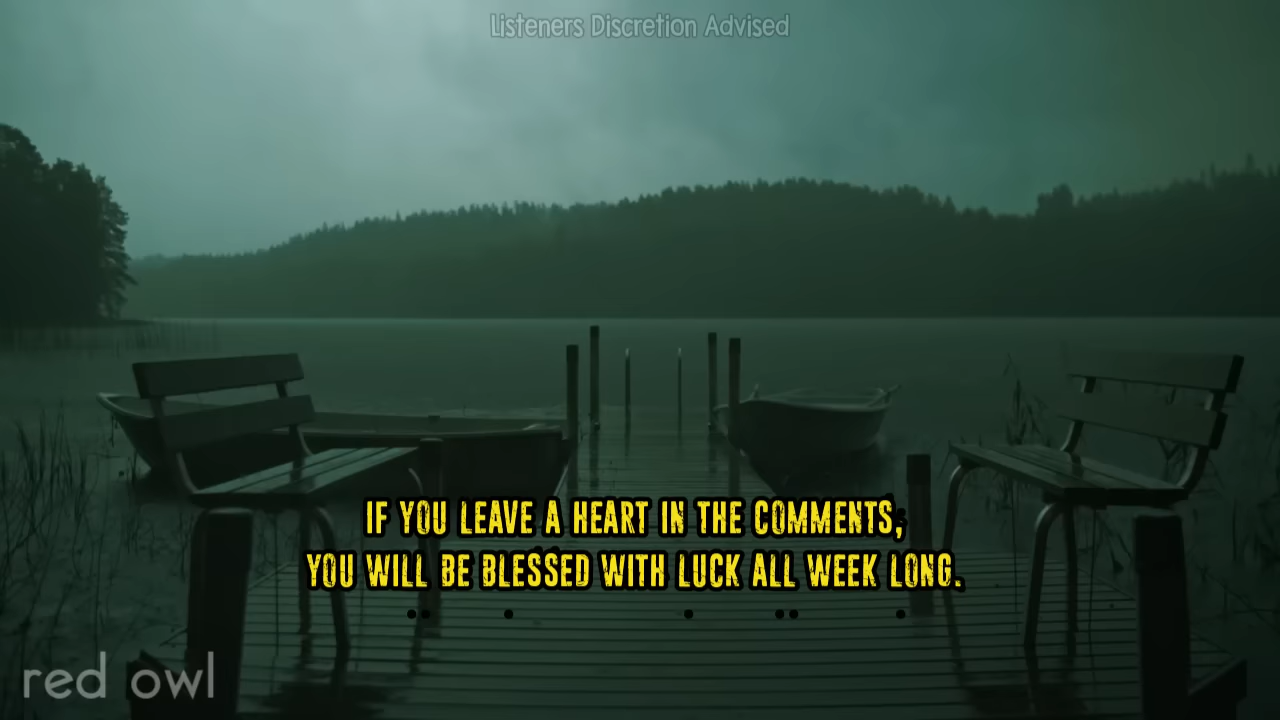 Listeners Discretion Advised
IF YOU LEAVE A HEART IN THE COMMENTS,
YOU WILL BE BLESSED WITH LUCK ALL WEEK LONG.
red owl